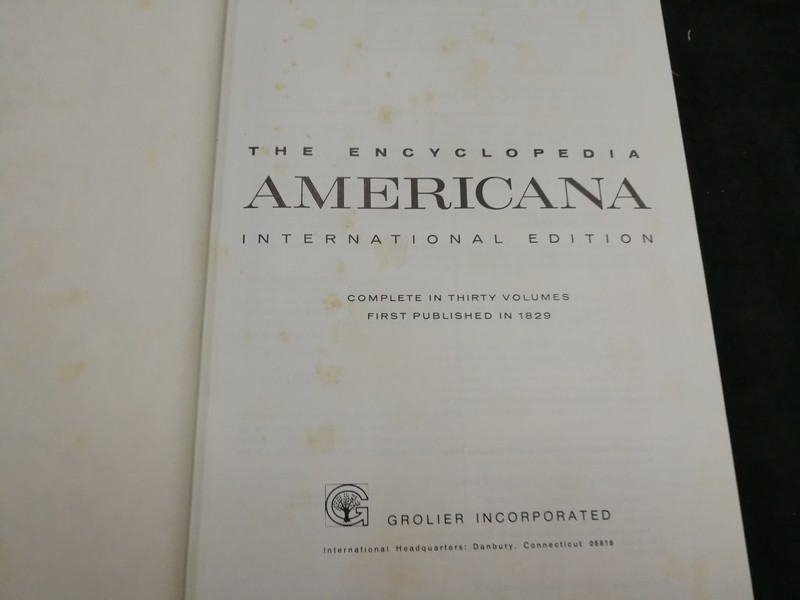 THE ENCYCLOPEDIA
AMERICANA
INTERNATIONAL EDITION
COMPLETE IN THIRTY VOLUMES
FIRST PUBLISHED IN 1829
G
GROLIER INCORPORATED
International Headquarters: Danbury, Connecticut 06816